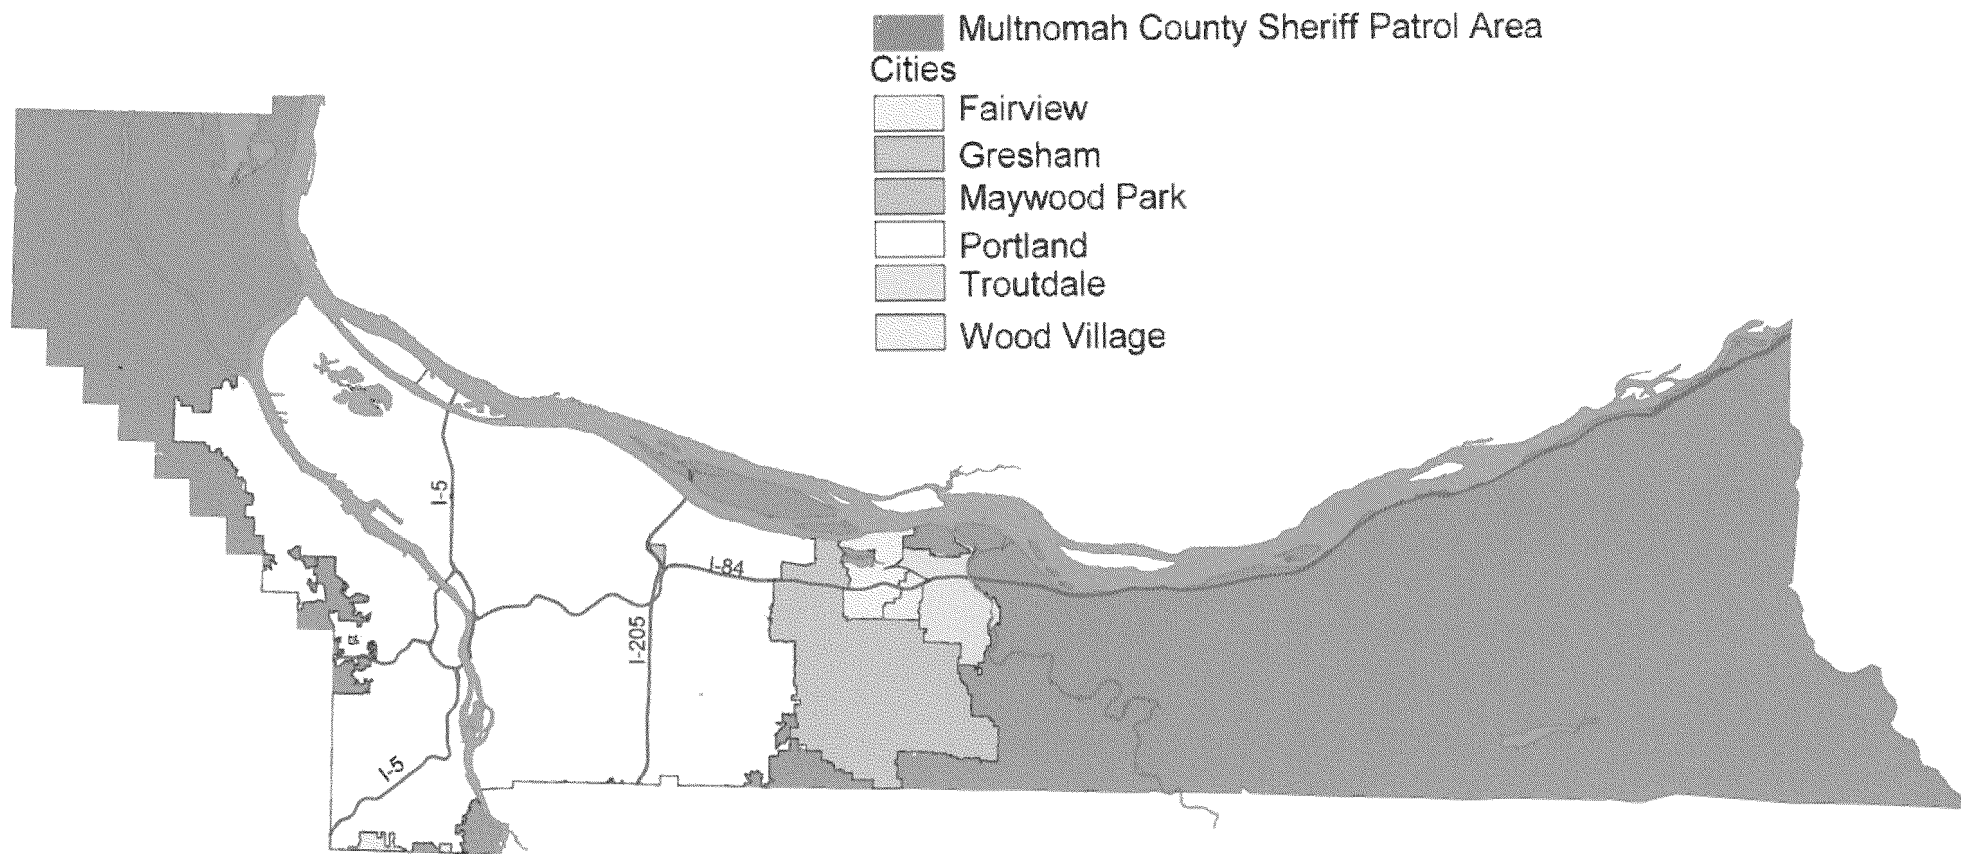 Multnomah County Sheriff Patrol Area
Cities
Fairview
Gresham
Maywood Park
Portland
Troutdale
Wood Village
I-5
I-84
I-205
I-5